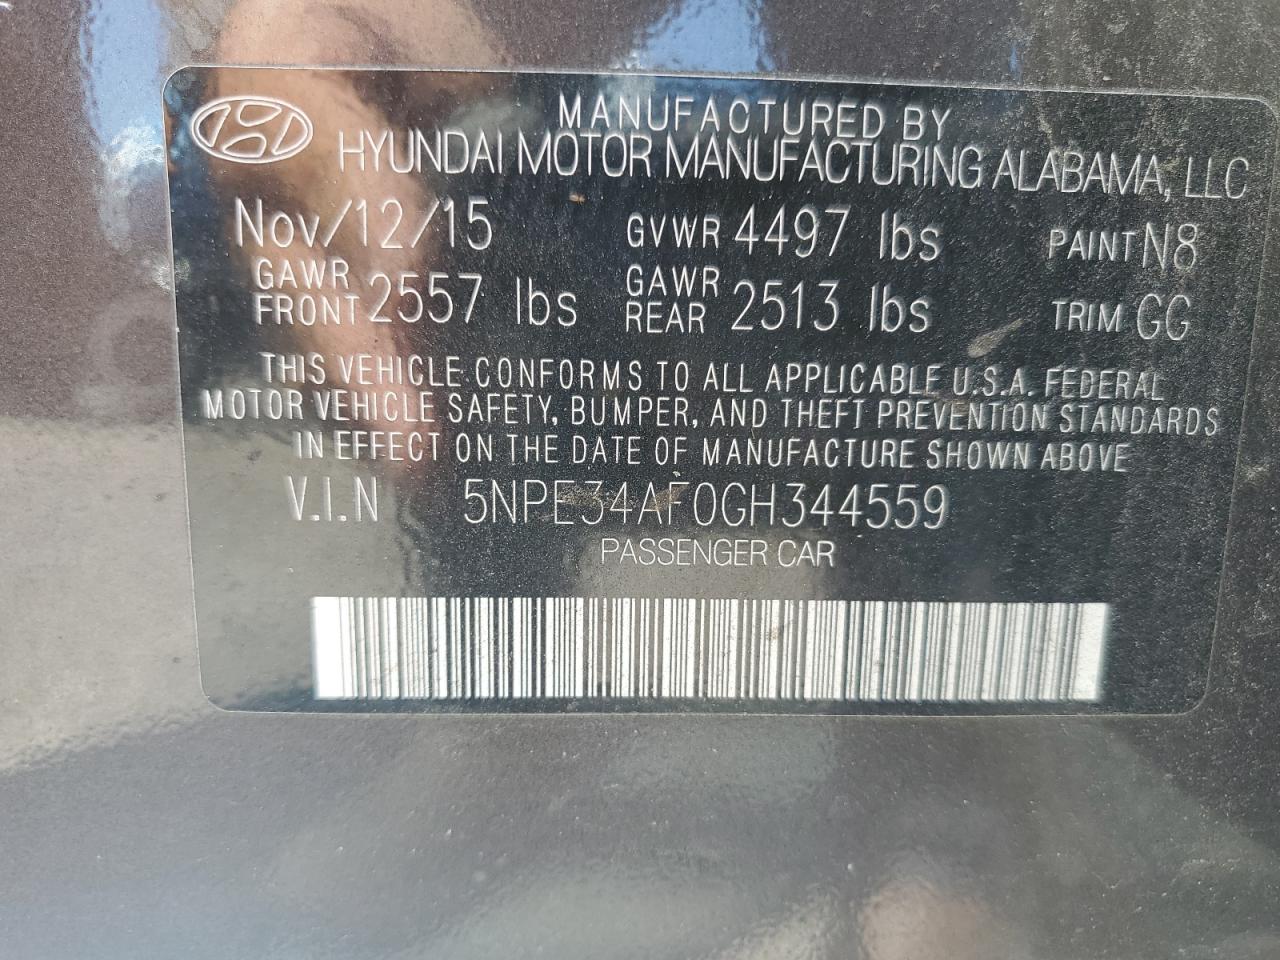 MANUFACTURED BY
HYUNDAI MOTOR MANUFACTURING ALABAMA, LLC
Nov/12/15 GVWR 4497 lbs PAINT N8
GAWR FRONT 2557 lbs GAWR REAR 2513 lbs TRIM GG
THIS VEHICLE CONFORMS TO ALL APPLICABLE U.S.A. FEDERAL
MOTOR VEHICLE SAFETY, BUMPER, AND THEFT PREVENTION STANDARDS
IN EFFECT ON THE DATE OF MANUFACTURE SHOWN ABOVE
V.I.N 5NPE34AF0GH344559
PASSENGER CAR